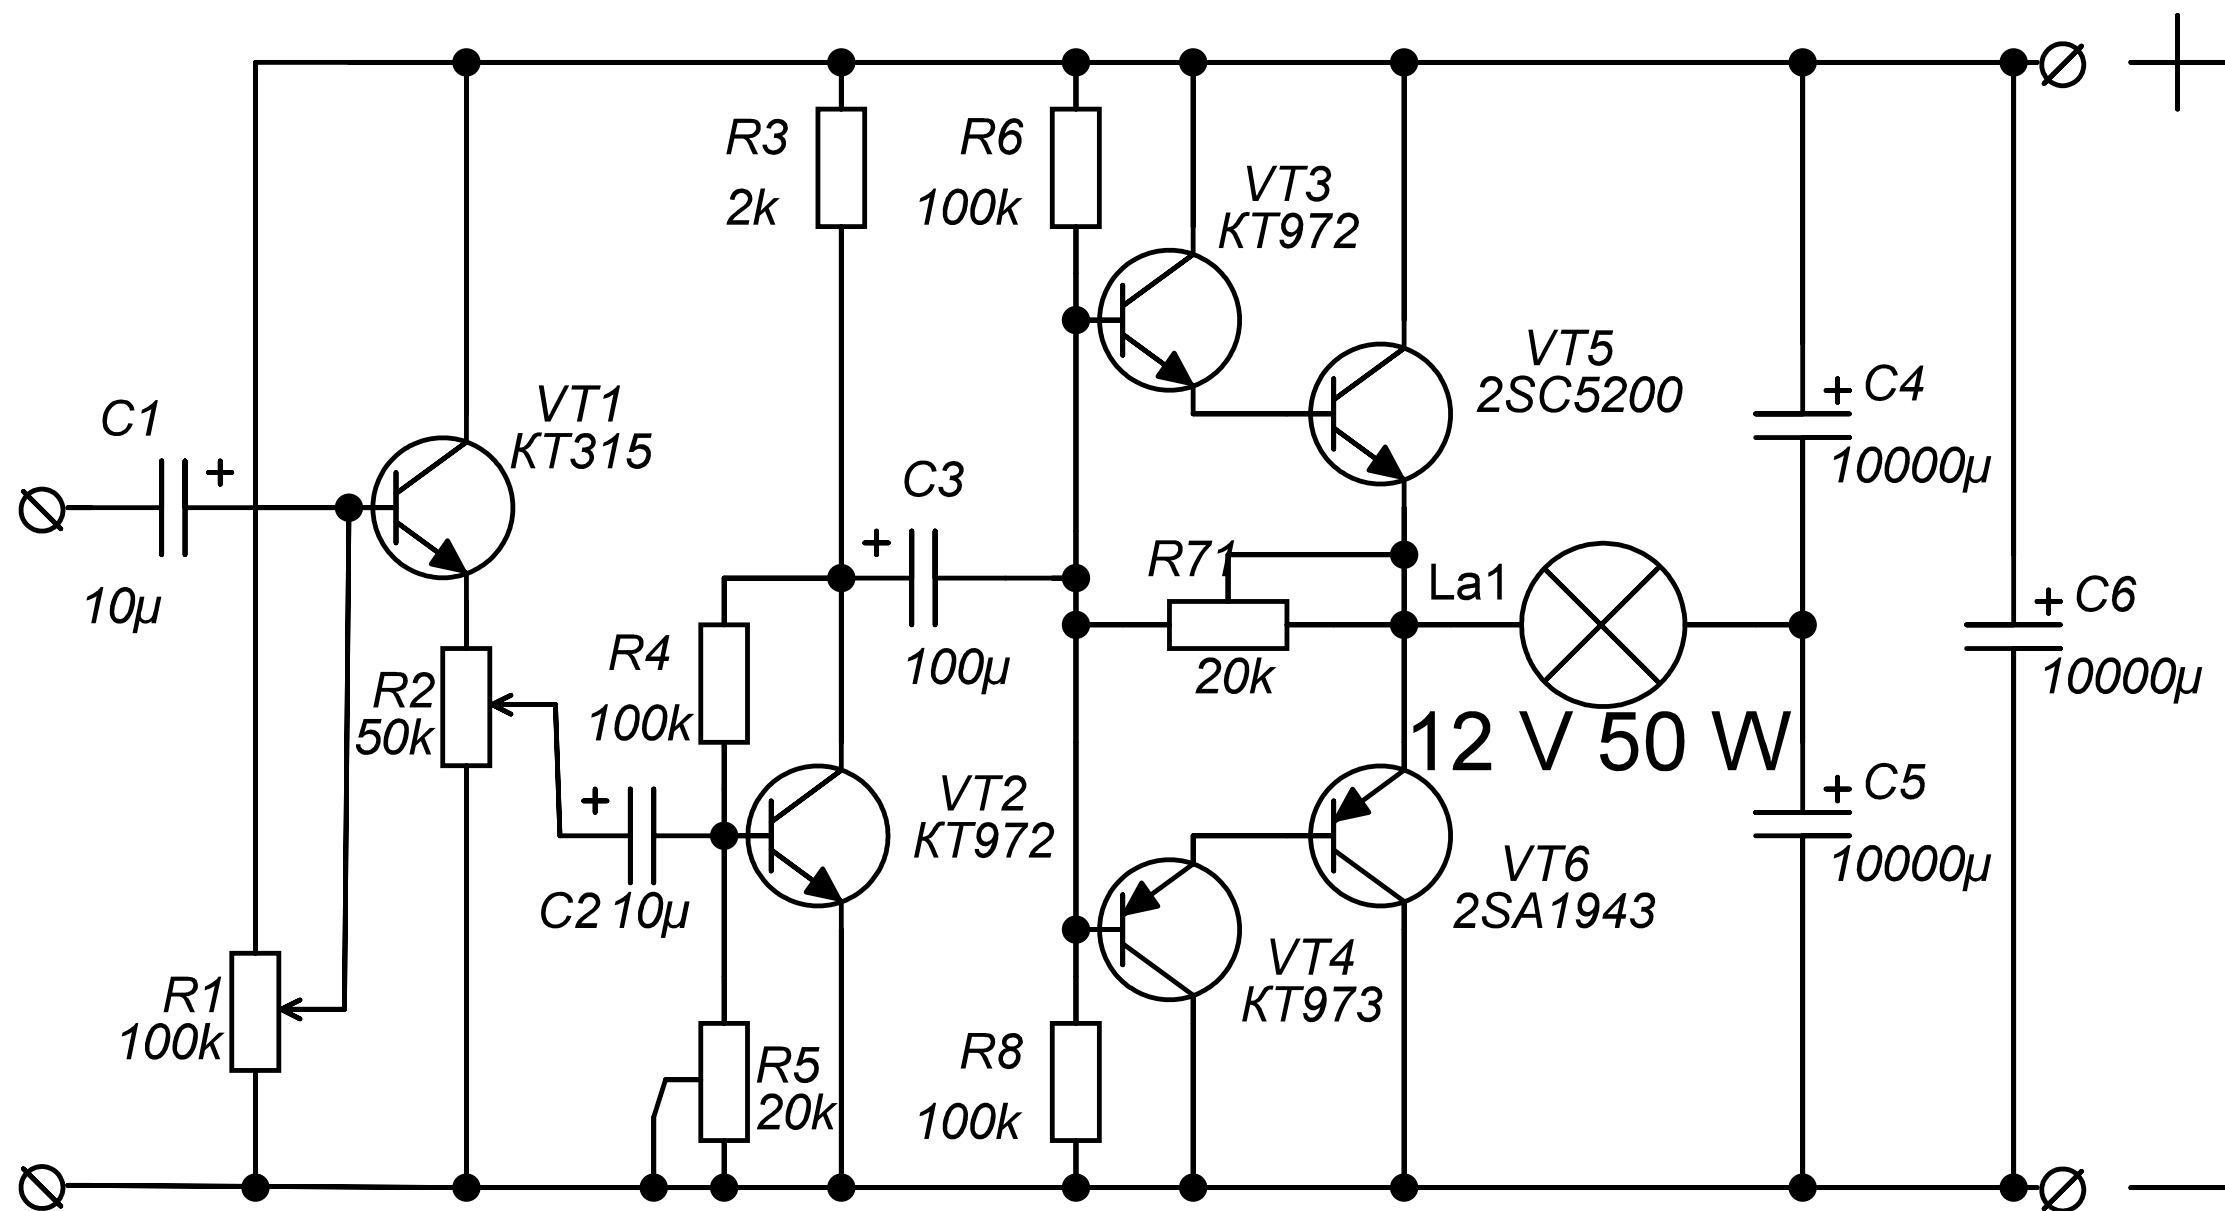 C1
10µ
VT1
KT315
R1
100k
R2
50k
C2 10µ
R3
2k
R4
100k
VT2
KT972
R5
20k
C3
100µ
R6
100k
VT3
KT972
VT5
2SC5200
R71
20k
La1
12 V 50 W
VT4
KT973
VT6
2SA1943
R8
100k
C4
10000µ
C5
10000µ
C6
10000µ